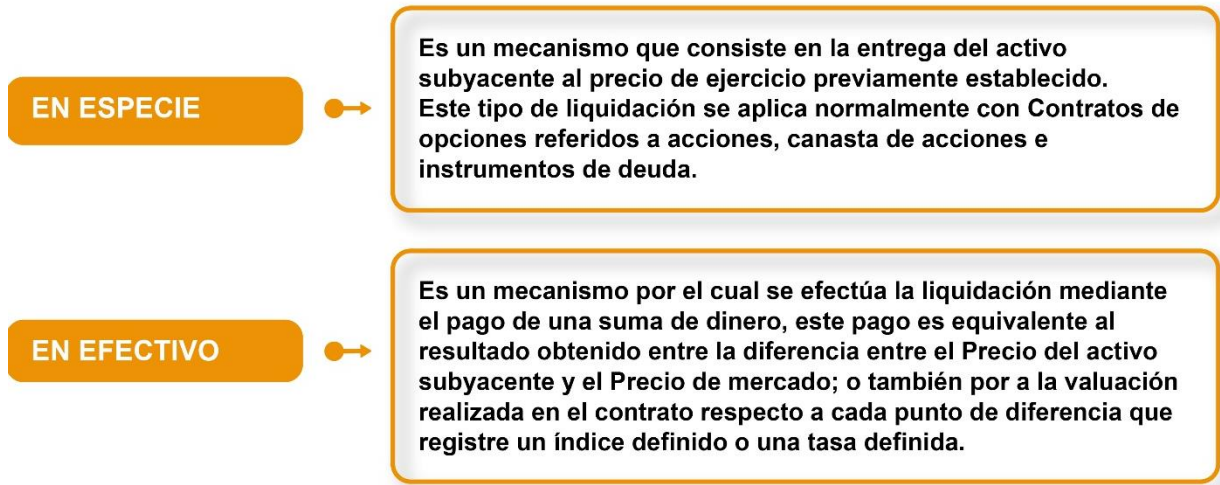 EN ESPECIE
Es un mecanismo que consiste en la entrega del activo
subyacente al precio de ejercicio previamente establecido.
Este tipo de liquidación se aplica normalmente con Contratos de
opciones referidos a acciones, canasta de acciones e
instrumentos de deuda.
EN EFECTIVO
Es un mecanismo por el cual se efectúa la liquidación mediante
el pago de una suma de dinero, este pago es equivalente al
resultado obtenido entre la diferencia entre el Precio del activo
subyacente y el Precio de mercado; o también por a la valuación
realizada en el contrato respecto a cada punto de diferencia que
registre un índice definido o una tasa definida.